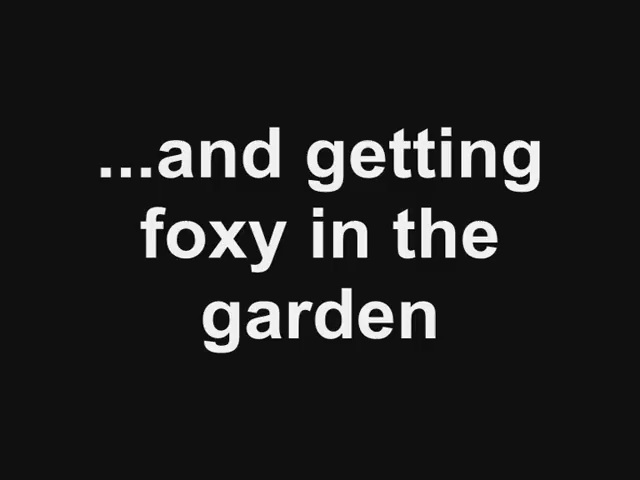 ...and getting
foxy in the
garden